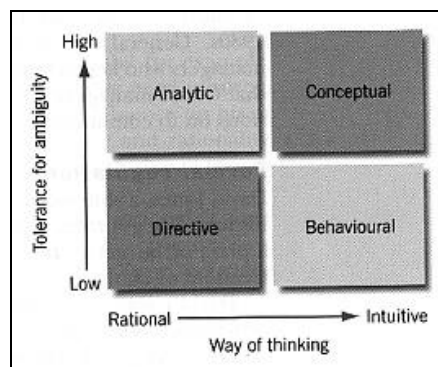 High
Analytic
Conceptual
Tolerance for ambiguity
Directive
Behavioural
Low
Rational
Intuitive
Way of thinking